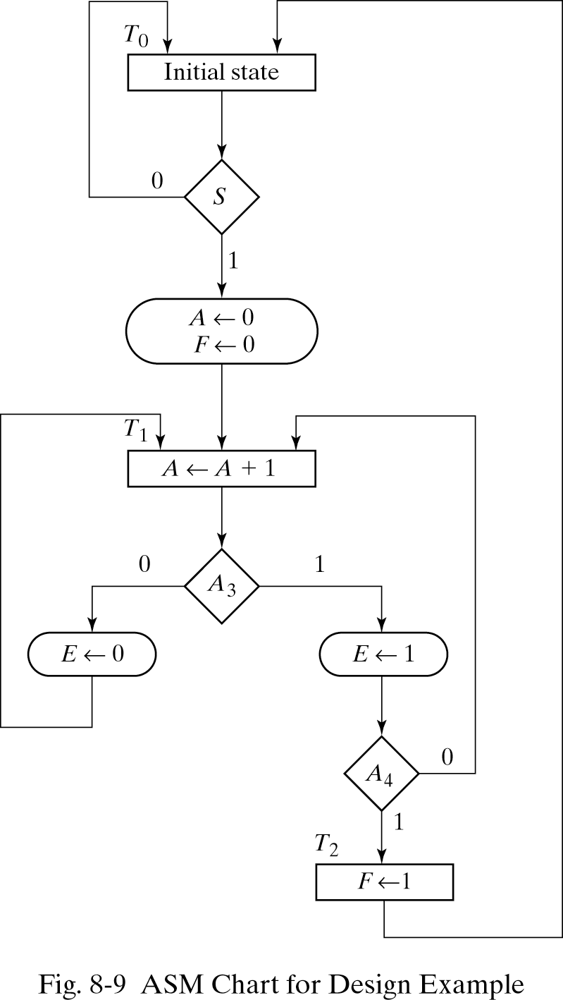 T0
Initial state
0
S
1
A ← 0
F ← 0
T1
A ← A + 1
0
1
A3
E ← 0
E ← 1
0
A4
1
T2
F ←1
Fig. 8-9 ASM Chart for Design Example